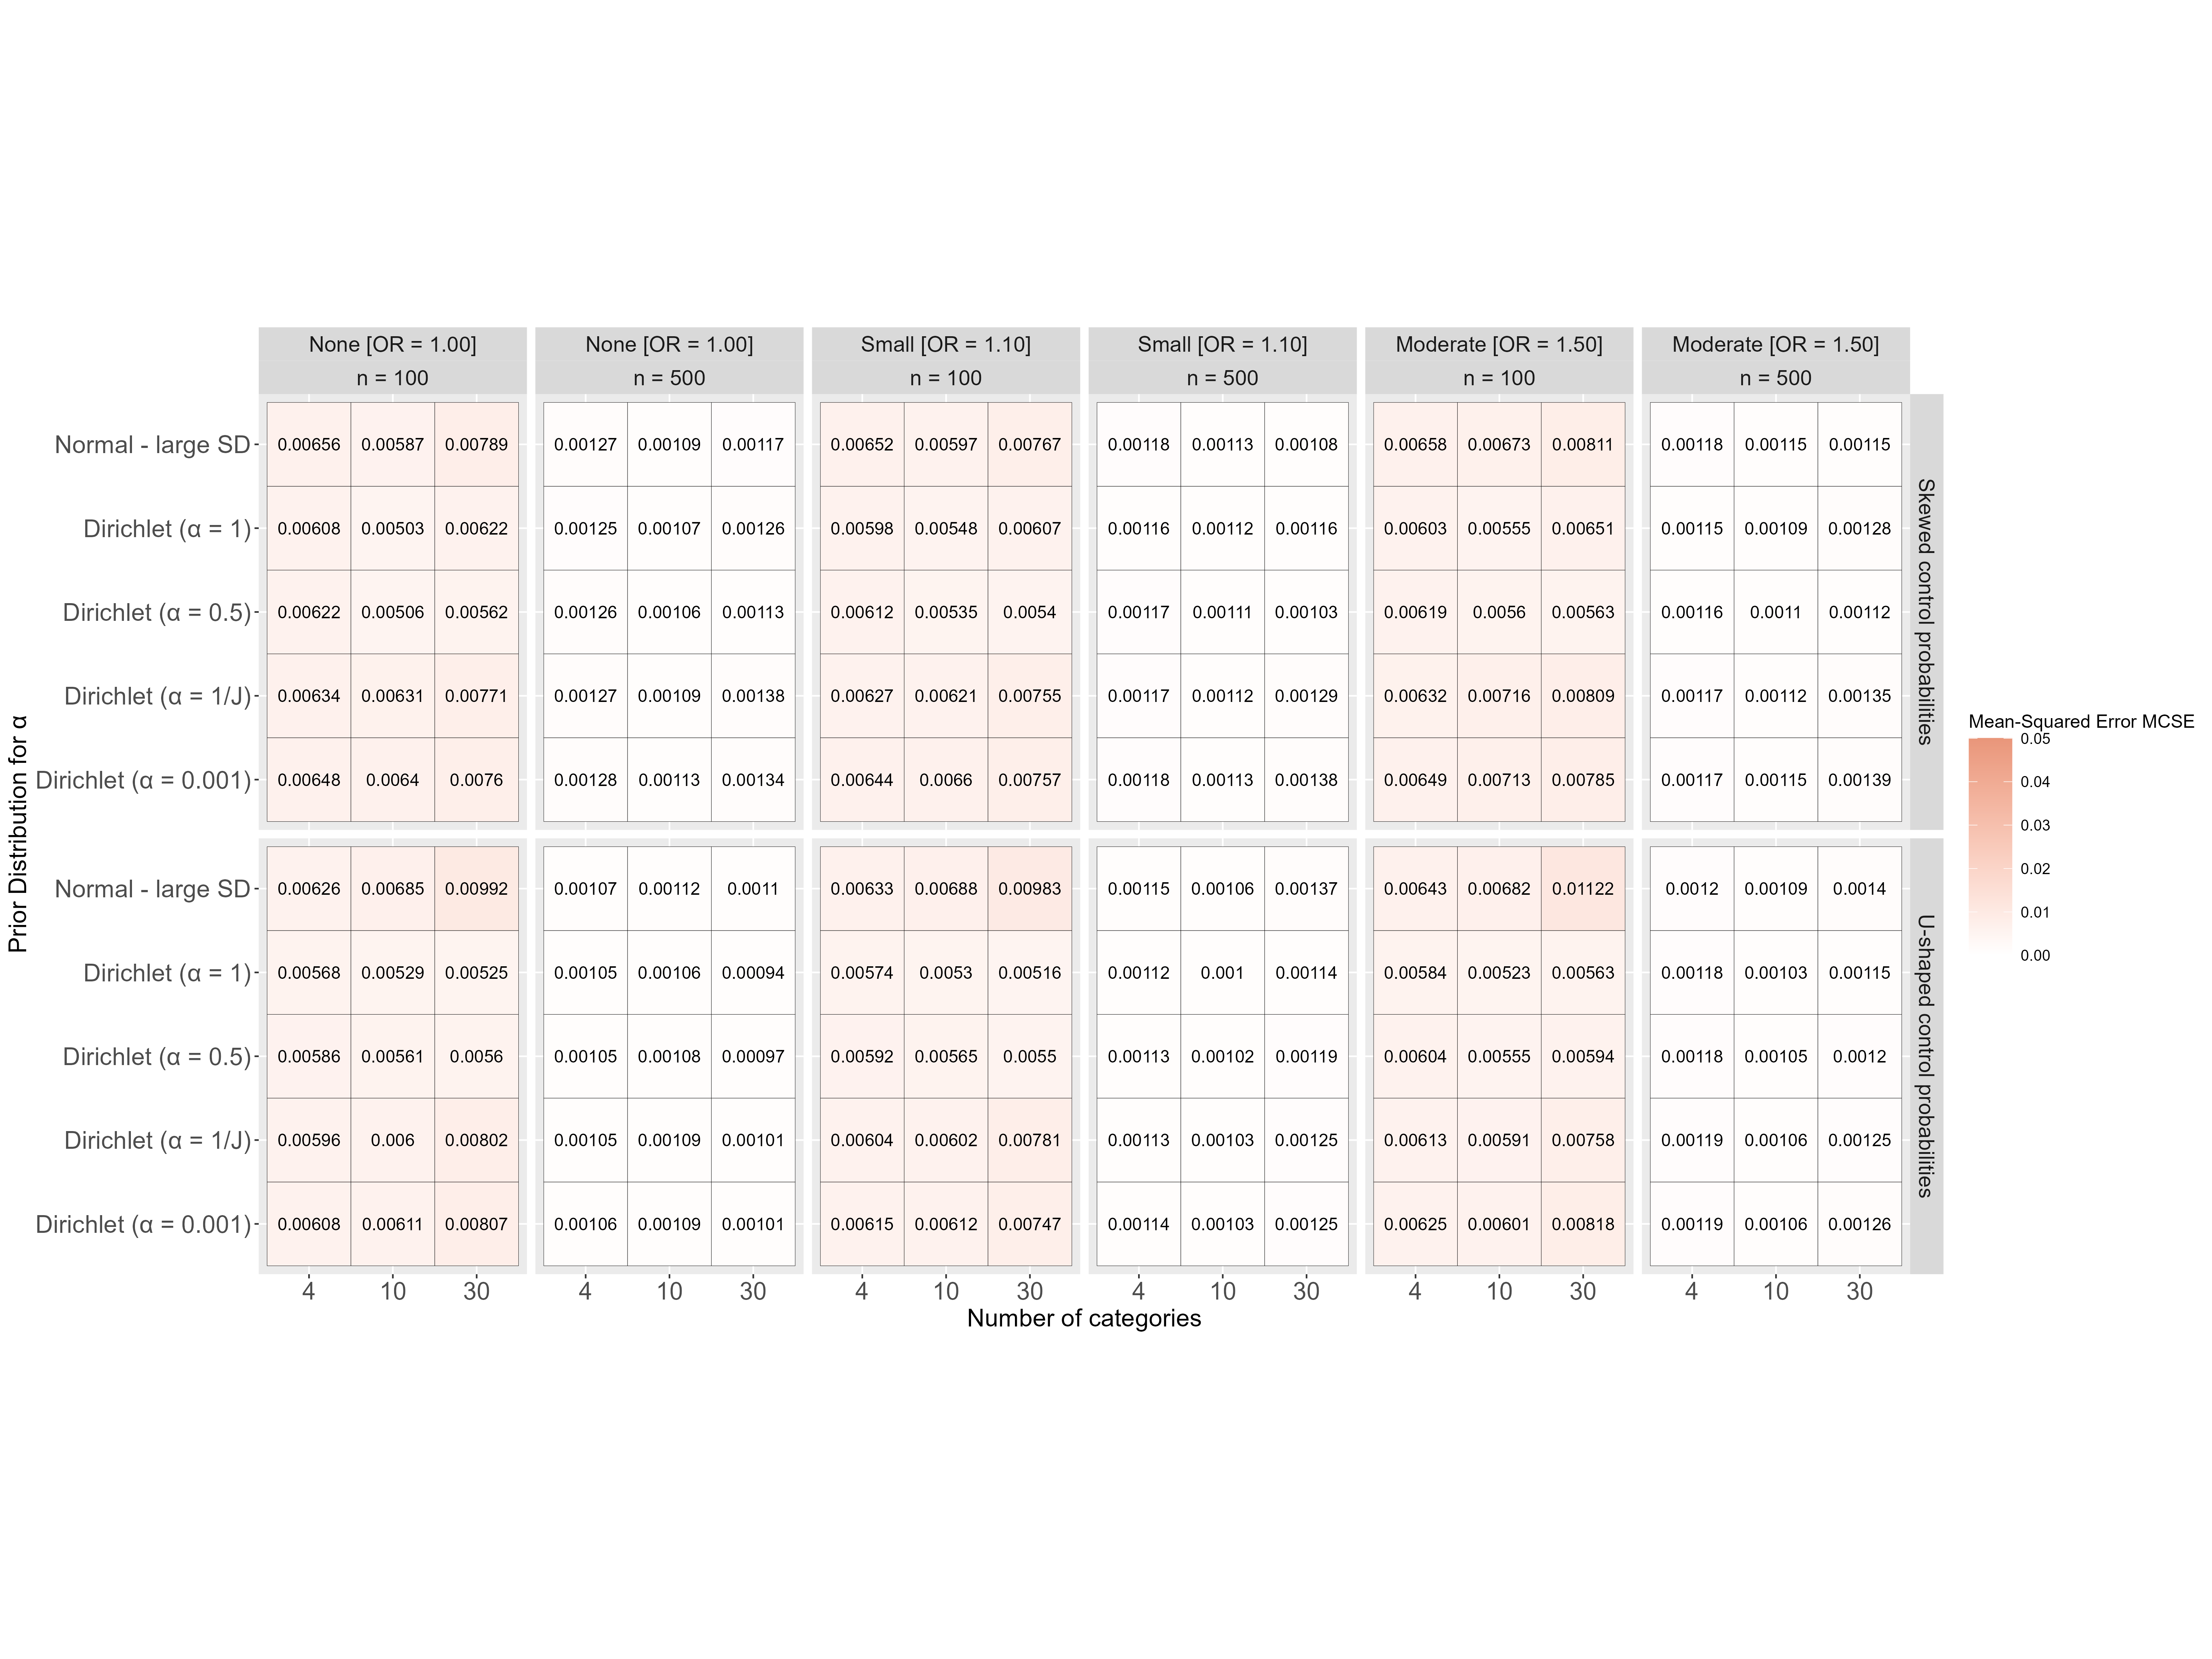 None [OR = 1.00] None [OR = 1.00] Small [OR = 1.10] Small [OR = 1.10] Moderate [OR = 1.50] Moderate [OR = 1.50]
n = 100 n = 500 n = 100 n = 500 n = 100 n = 500
Normal - large SD 0.00656 0.00587 0.00789 0.00127 0.00109 0.00117 0.00652 0.00597 0.00767 0.00118 0.00113 0.00108 0.00658 0.00673 0.00811 0.00118 0.00115 0.00115
Dirichlet (α = 1) 0.00608 0.00503 0.00622 0.00125 0.00107 0.00126 0.00598 0.00548 0.00607 0.00116 0.00112 0.00116 0.00603 0.00555 0.00651 0.00115 0.00109 0.00128
Dirichlet (α = 0.5) 0.00622 0.00506 0.00562 0.00126 0.00106 0.00113 0.00612 0.00535 0.0054 0.00117 0.00111 0.00103 0.00619 0.0056 0.00563 0.00116 0.0011 0.00112
Dirichlet (α = 1/J) 0.00634 0.00631 0.00771 0.00127 0.00109 0.00138 0.00627 0.00621 0.00755 0.00117 0.00112 0.00129 0.00632 0.00716 0.00809 0.00117 0.00112 0.00135
Dirichlet (α = 0.001) 0.00648 0.0064 0.0076 0.00128 0.00113 0.00134 0.00644 0.0066 0.00757 0.00118 0.00113 0.00138 0.00649 0.00713 0.00785 0.00117 0.00115 0.00139
Skewed control probabilities
Normal - large SD 0.00626 0.00685 0.00992 0.00107 0.00112 0.0011 0.00633 0.00688 0.00983 0.00115 0.00106 0.00137 0.00643 0.00682 0.01122 0.0012 0.00109 0.0014
Dirichlet (α = 1) 0.00568 0.00529 0.00525 0.00105 0.00106 0.00094 0.00574 0.0053 0.00516 0.00112 0.001 0.00114 0.00584 0.00523 0.00563 0.00118 0.00103 0.00115
Dirichlet (α = 0.5) 0.00586 0.00561 0.0056 0.00105 0.00108 0.00097 0.00592 0.00565 0.0055 0.00113 0.00102 0.00119 0.00604 0.00555 0.00594 0.00118 0.00105 0.0012
Dirichlet (α = 1/J) 0.00596 0.006 0.00802 0.00105 0.00109 0.00101 0.00604 0.00602 0.00781 0.00113 0.00103 0.00125 0.00613 0.00591 0.00758 0.00119 0.00106 0.00125
Dirichlet (α = 0.001) 0.00608 0.00611 0.00807 0.00106 0.00109 0.00101 0.00615 0.00612 0.00747 0.00114 0.00103 0.00125 0.00625 0.00601 0.00818 0.00119 0.00106 0.00126
U-shaped control probabilities
4 10 30 4 10 30 4 10 30 4 10 30 4 10 30 4 10 30
Number of categories
Prior Distribution for α
Mean-Squared Error MCSE
0.05
0.04
0.03
0.02
0.01
0.00